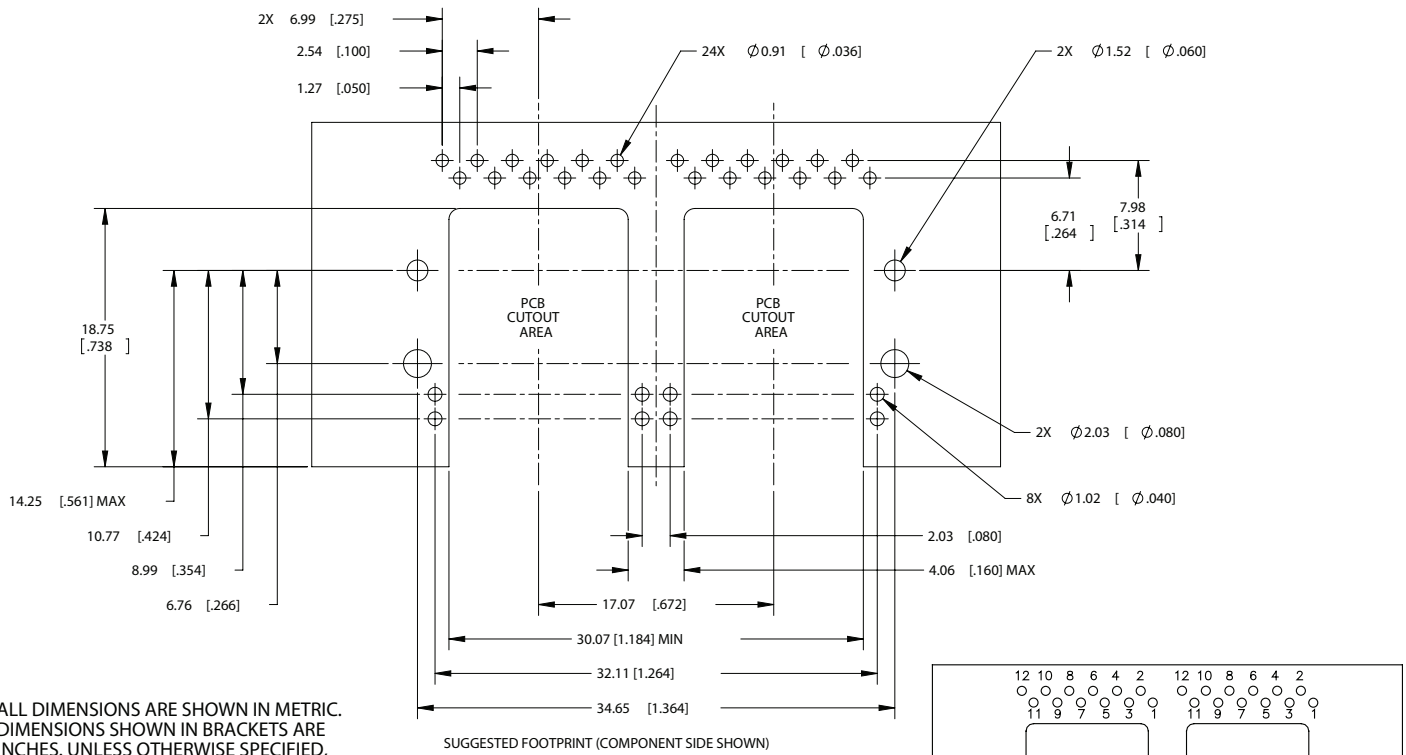 2X 6.99 [.275]
2.54 [.100]
1.27 [.050]
24X Ø0.91 [ Ø.036]
2X Ø1.52 [ Ø.060]
6.71
[.264 ]
7.98
[.314 ]
18.75
[.738 ]
PCB
CUTOUT
AREA
PCB
CUTOUT
AREA
2X Ø2.03 [ Ø.080]
14.25 [.561] MAX
8X Ø1.02 [ Ø.040]
10.77 [.424]
2.03 [.080]
8.99 [.354]
4.06 [.160] MAX
6.76 [.266]
17.07 [.672]
30.07 [1.184] MIN
32.11 [1.264]
34.65 [1.364]
ALL DIMENSIONS ARE SHOWN IN METRIC.
DIMENSIONS SHOWN IN BRACKETS ARE
INCHES. UNLESS OTHERWISE SPECIFIED,
SUGGESTED FOOTPRINT (COMPONENT SIDE SHOWN)
12 10 8 6 4 2 12 10 8 6 4 2
11 9 7 5 3 1 11 9 7 5 3 1